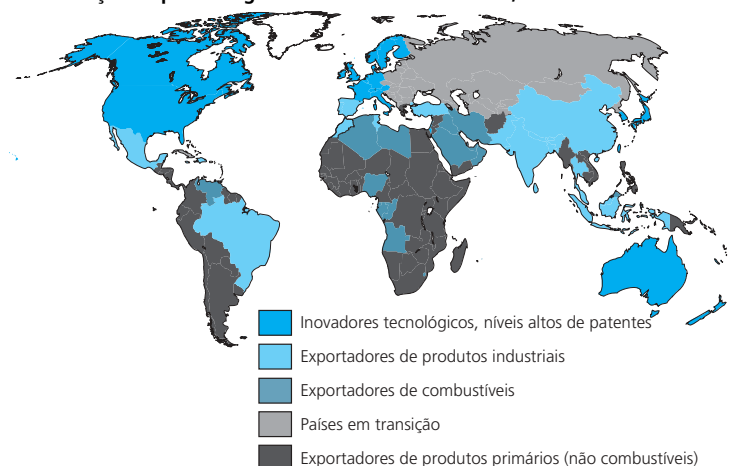 Inovadores tecnológicos, níveis altos de patentes
Exportadores de produtos industriais
Exportadores de combustíveis
Países em transição
Exportadores de produtos primários (não combustíveis)